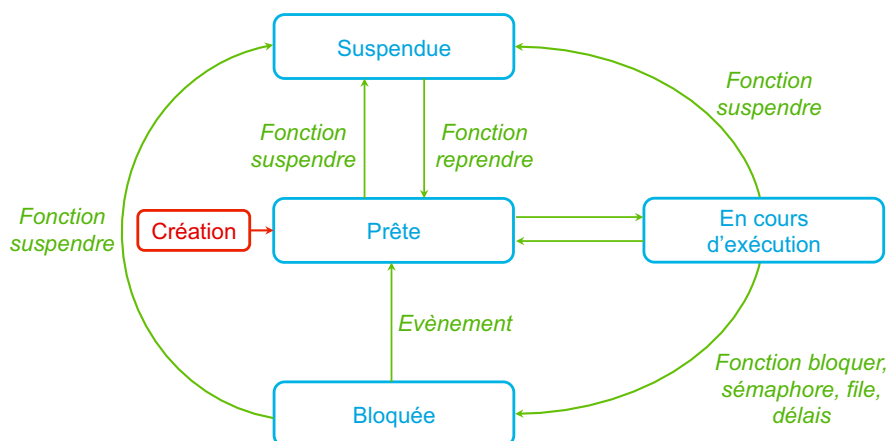 Suspendue
Fonction
suspendre
Fonction
suspendre
Fonction
reprendre
Fonction
suspendre
Création
Prête
En cours
d’exécution
Evènement
Fonction bloquer,
sémaphore, file,
délais
Bloquée